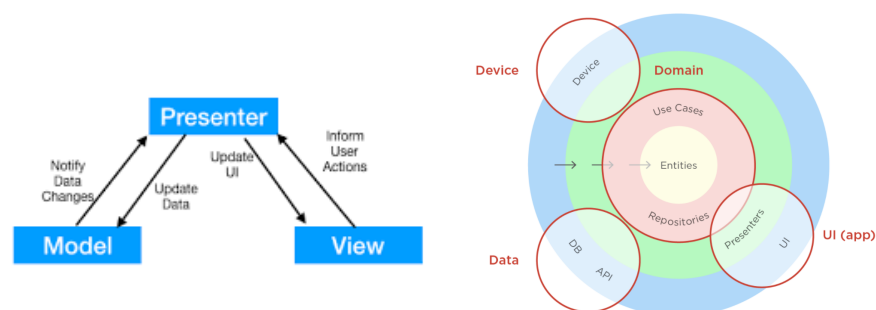 Presenter
Notify
Data
Changes
Update
Data
Update
UI
Inform
User
Actions
Model
View
Device
Device
Domain
Use Cases
Entities
Repositories
Presenters
UI
UI (app)
Data
DB
API